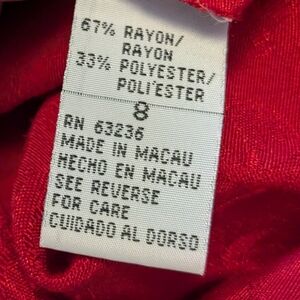 67% RAYON/
RAYON
33% POLYESTER/
POLIESTER
8
RN 63236
MADE IN MACAU
HECHO EN MACAU
SEE REVERSE
FOR CARE
CUIDADO AL DORSO